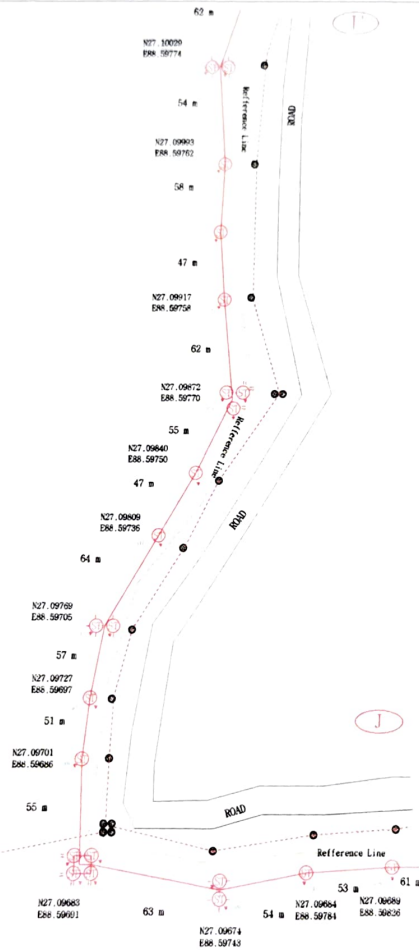 62 m
I
N27.10029
E88.59774
54 m
Refference Line
ROAD
N27.09993
E88.59762
58 m
47 m
N27.09917
E88.59758
62 m
N27.09872
E88.59770
55 m
Refference Line
N27.09840
E88.59750
47 m
ROAD
N27.09809
E88.59736
64 m
N27.09769
E88.59705
57 m
N27.09727
E88.59697
51 m
J
N27.09701
E88.59686
55 m
ROAD
Refference Line
61 m
53 m
N27.09683
E88.59691
63 m
54 m
N27.09684
E88.59784
N27.09689
E88.59836
N27.09674
E88.59743